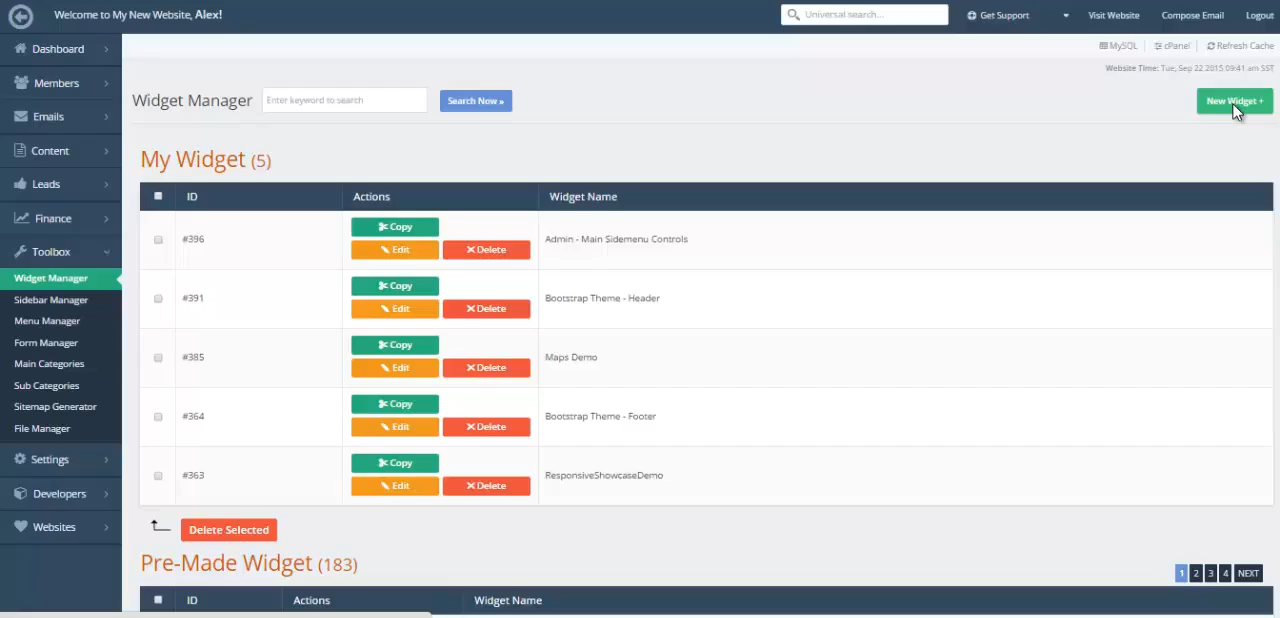 Welcome to My New Website, Alex!
Universal search...
Get Support
Visit Website
Compose Email
Logout
MySQL
cPanel
Refresh Cache
Website Time: Tue, Sep 22 2015 09:41 am SST
Dashboard
Members
Emails
Content
Leads
Finance
Toolbox
Widget Manager
Sidebar Manager
Menu Manager
Form Manager
Main Categories
Sub Categories
Sitemap Generator
File Manager
Settings
Developers
Websites
Widget Manager
Enter keyword to search
Search Now »
New Widget +
My Widget (5)
ID Actions Widget Name
Copy
#396 Edit Delete Admin - Main Sidemenu Controls
Copy
#391 Edit Delete Bootstrap Theme - Header
Copy
#385 Edit Delete Maps Demo
Copy
#364 Edit Delete Bootstrap Theme - Footer
Copy
#363 Edit Delete ResponsiveShowcaseDemo
Delete Selected
Pre-Made Widget (183)
1 2 3 4 NEXT
ID Actions Widget Name